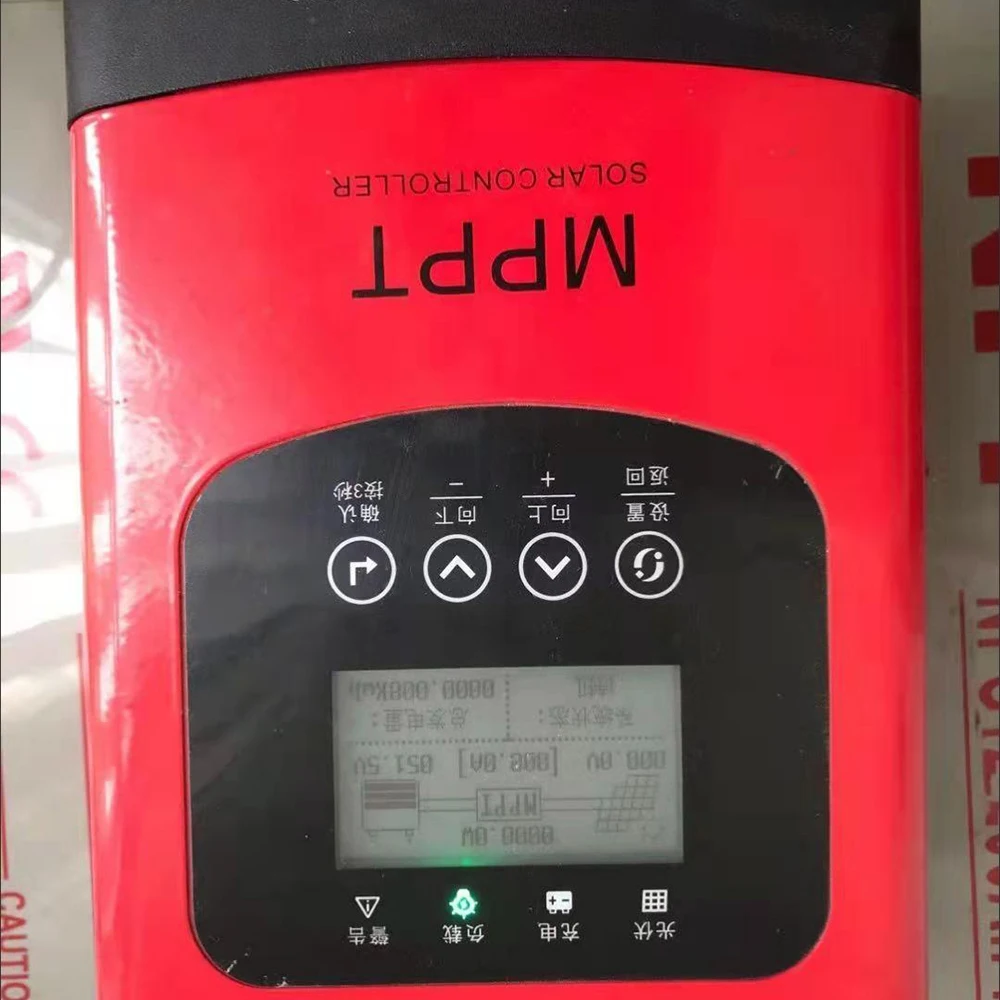 光伏 充电 负载 警告
0000.0W
MPPT
000.0V [000.0A] 051.5V
系统状态: 总发电量:
待机 0000.008Kwh
设置 向上 向下 确认
返回 + - 按3秒
MPPT
SOLAR CONTROLLER